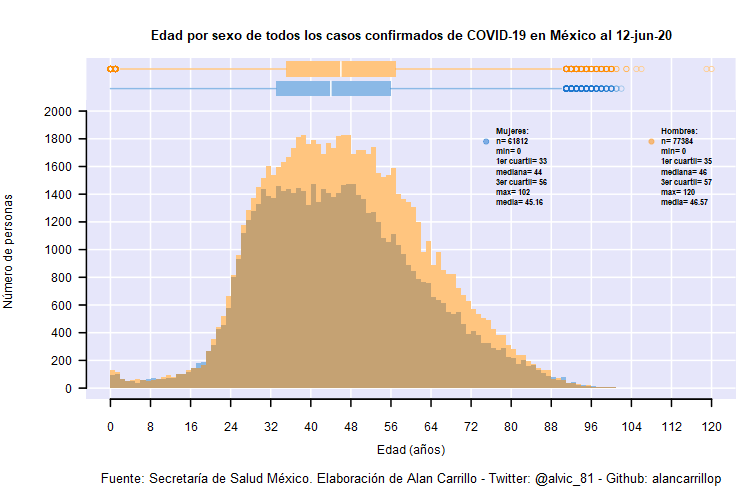 Edad por sexo de todos los casos confirmados de COVID-19 en México al 12-jun-20
Mujeres:
n= 61812
min= 0
1er cuartil= 33
mediana= 44
3er cuartil= 56
max= 102
media= 45.16
Hombres:
n= 77384
min= 0
1er cuartil= 35
mediana= 46
3er cuartil= 57
max= 120
media= 46.57
Número de personas
2000
1800
1600
1400
1200
1000
800
600
400
200
0
0 8 16 24 32 40 48 56 64 72 80 88 96 104 112 120
Edad (años)
Fuente: Secretaría de Salud México. Elaboración de Alan Carrillo - Twitter: @alvic_81 - Github: alancarrillop